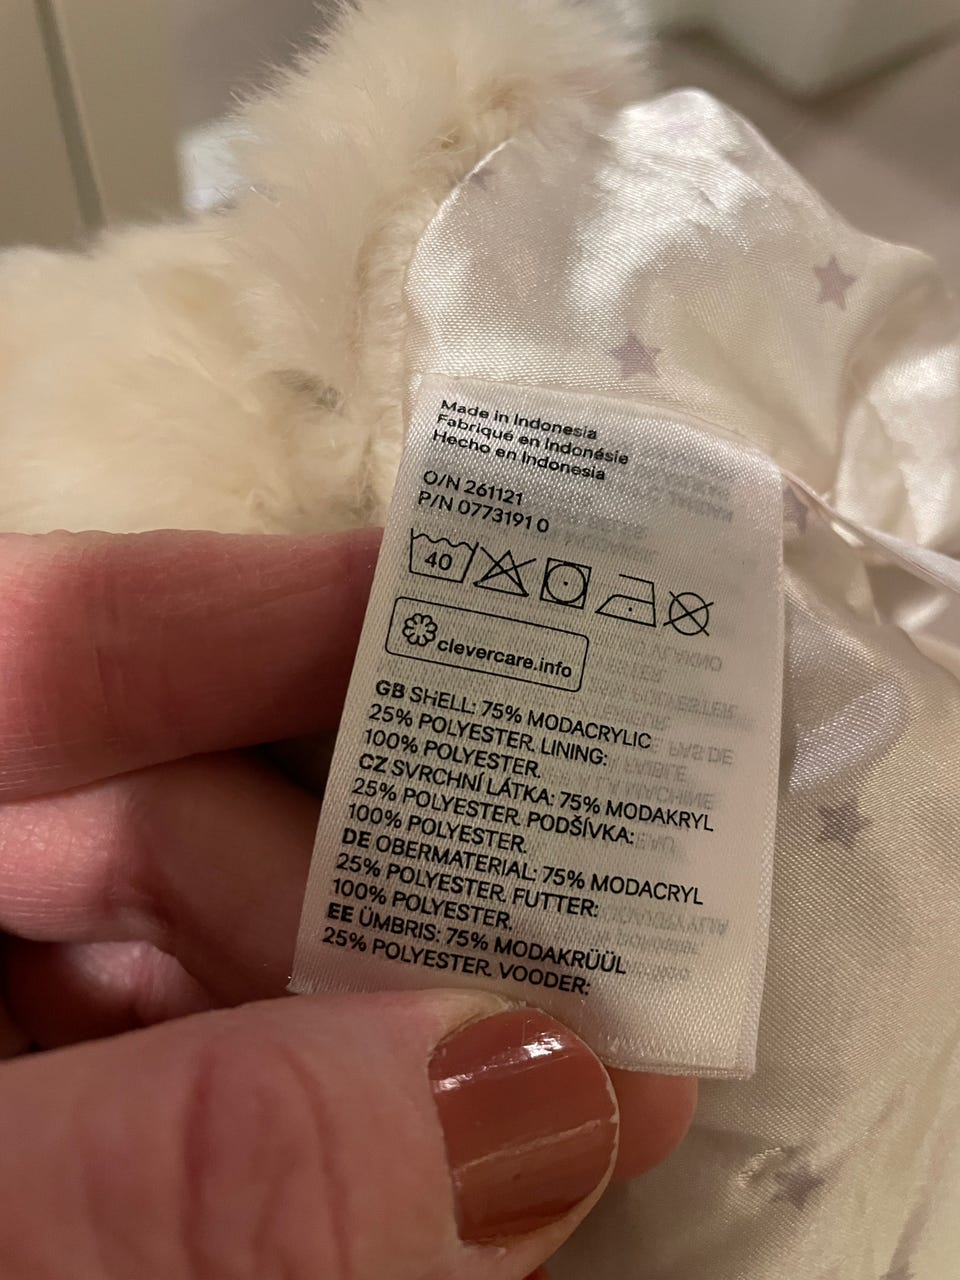 Made in Indonesia
Fabriqué en Indonésie
Hecho en Indonesia
O/N 261121
P/N 0773191 0
40
clevercare.info
GB SHELL: 75% MODACRYLIC
25% POLYESTER. LINING:
100% POLYESTER.
CZ SVRCHNÍ LÁTKA: 75% MODAKRYL
25% POLYESTER. PODŠÍVKA:
100% POLYESTER.
DE OBERMATERIAL: 75% MODACRYL
25% POLYESTER. FUTTER:
100% POLYESTER.
EE ÜMBRIS: 75% MODAKRÜÜL
25% POLYESTER. VOODER: